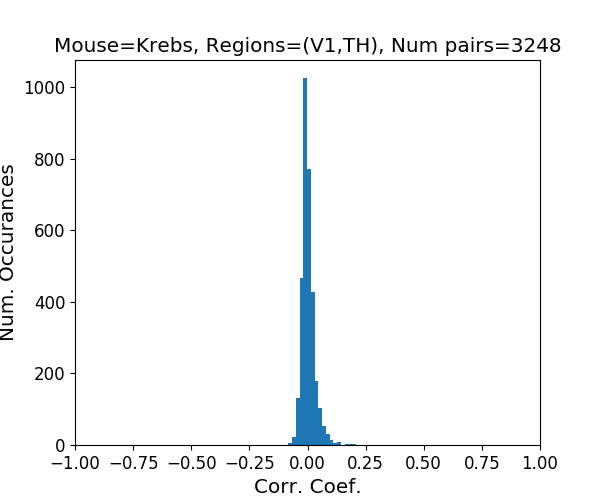 Mouse=Krebs, Regions=(V1,TH), Num pairs=3248
Num. Occurances
1000
800
600
400
200
0
−1.00 −0.75 −0.50 −0.25 0.00 0.25 0.50 0.75 1.00
Corr. Coef.